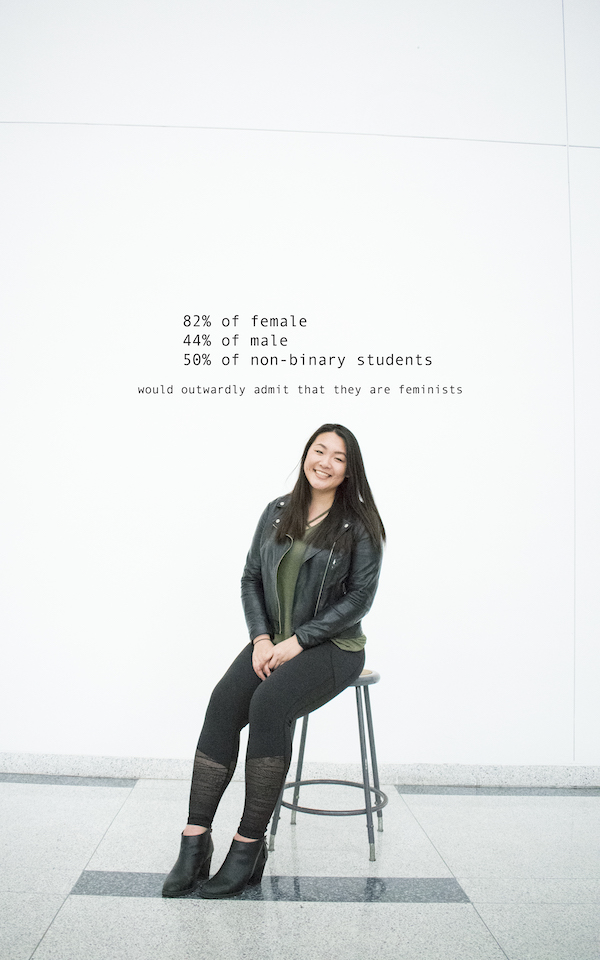 82% of female
44% of male
50% of non-binary students
would outwardly admit that they are feminists